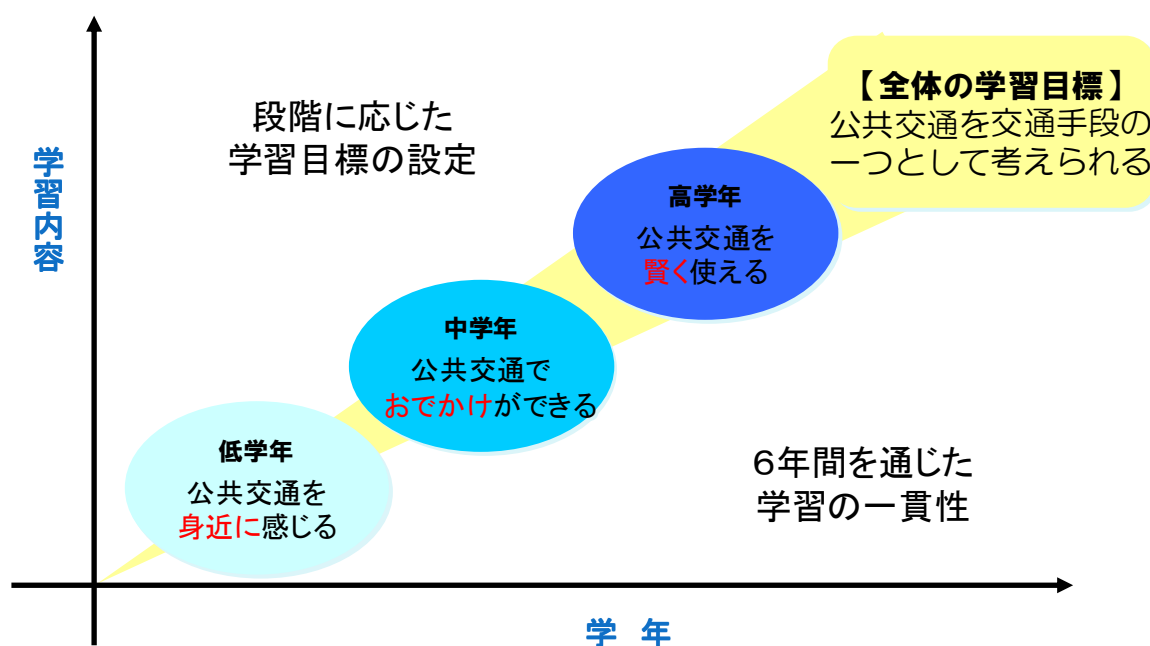 段階に応じた
学習目標の設定
【全体の学習目標】
公共交通を交通手段の
一つとして考えられる
学習内容
高学年
公共交通を
賢く使える
中学年
公共交通で
おでかけができる
低学年
公共交通を
身近に感じる
６年間を通じた
学習の一貫性
学 年